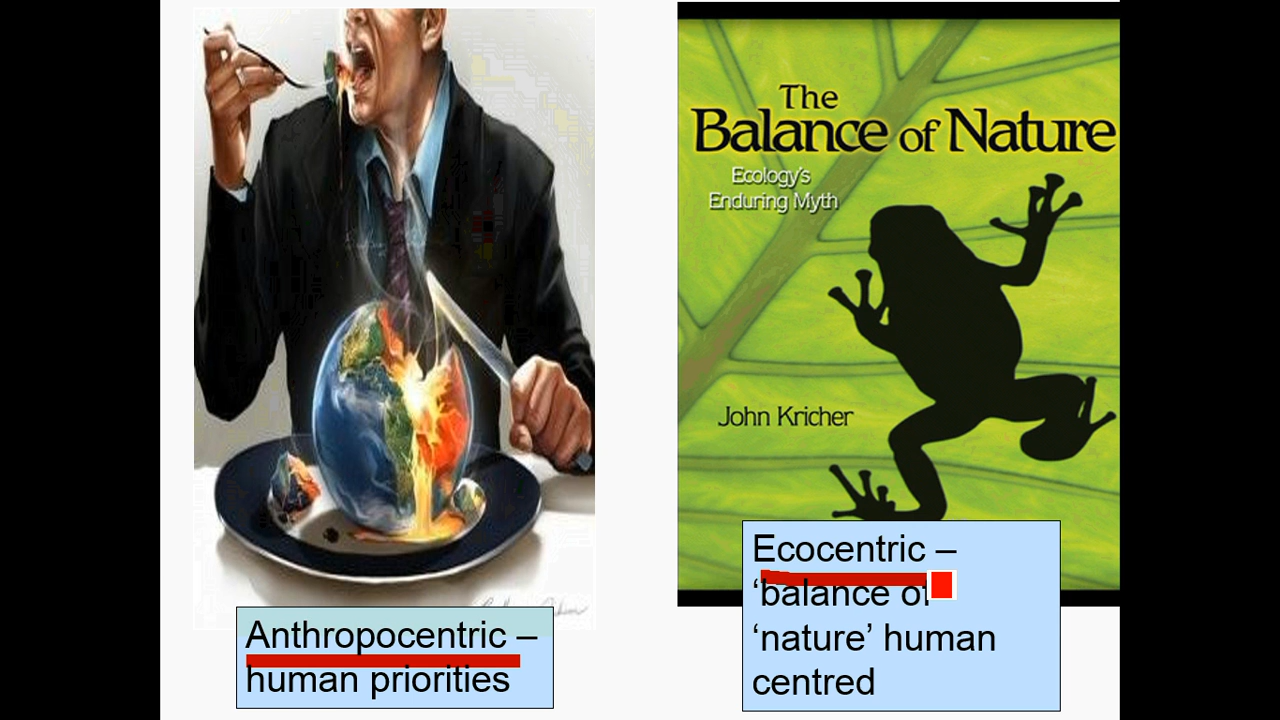 The
Balance of Nature
Ecology's
Enduring Myth
John Kricher
Anthropocentric –
human priorities
Ecocentric –
‘balance of
‘nature’ human
centred